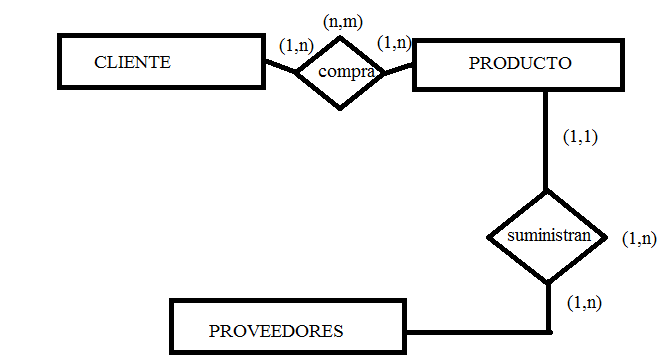 (n,m)
(1,n)
(1,n)
CLIENTE
compra
PRODUCTO
(1,1)
suministran
(1,n)
(1,n)
PROVEEDORES